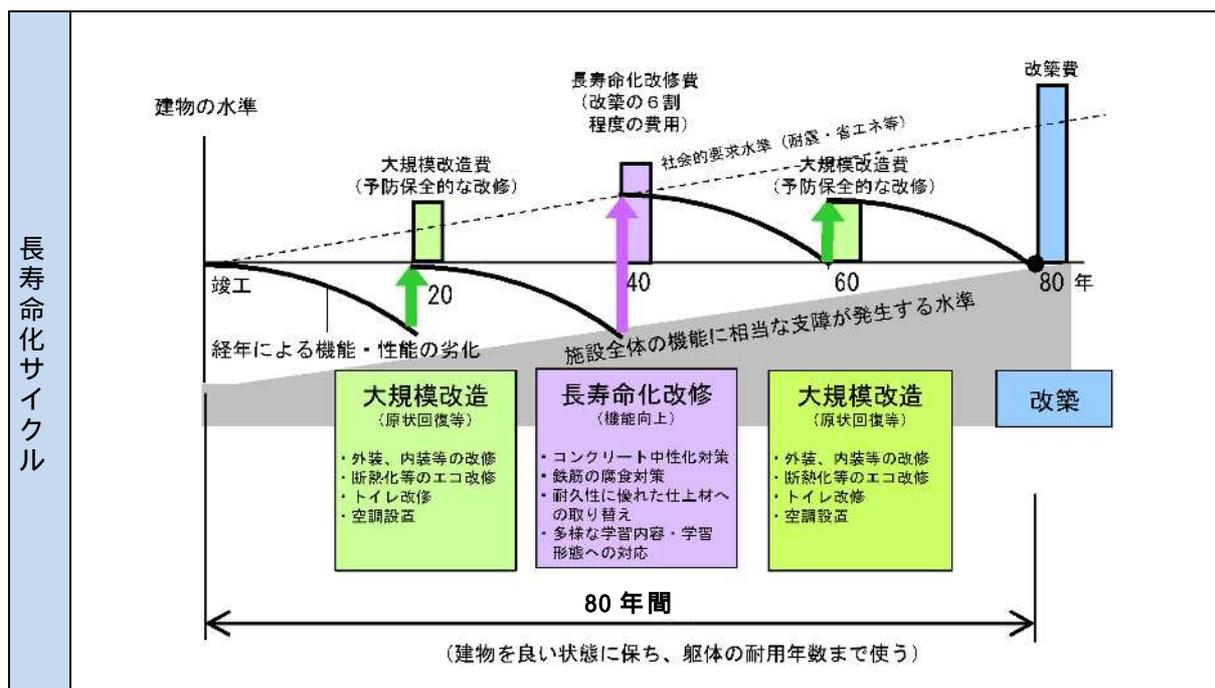 長寿命化サイクル
建物の水準
大規模改造費
（予防保全的な改修）
長寿命化改修費
（改築の６割
程度の費用）
社会的要求水準（耐震・省エネ等）
大規模改造費
（予防保全的な改修）
改築費
竣工
20
40
60
80 年
経年による機能・性能の劣化
施設全体の機能に相当な支障が発生する水準
大規模改造
（原状回復等）
・外装、内装等の改修
・断熱化等のエコ改修
・トイレ改修
・空調設置
長寿命化改修
（機能向上）
・コンクリート中性化対策
・鉄筋の腐食対策
・耐久性に優れた仕上材へ
の取り替え
・多様な学習内容・学習
形態への対応
大規模改造
（原状回復等）
・外装、内装等の改修
・断熱化等のエコ改修
・トイレ改修
・空調設置
改築
80 年間
（建物を良い状態に保ち、躯体の耐用年数まで使う）